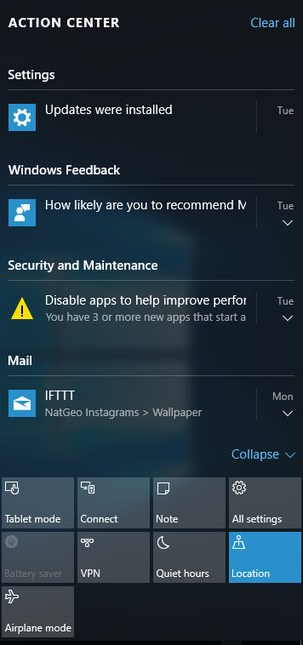 ACTION CENTER Clear all
Settings
Updates were installed Tue
Windows Feedback
How likely are you to recommend M Tue
Security and Maintenance
Disable apps to help improve perfor Tue
You have 3 or more new apps that start a
Mail
IFTTT Mon
NatGeo Instagrams > Wallpaper
Collapse
Tablet mode Connect Note All settings
Battery saver VPN Quiet hours Location
Airplane mode